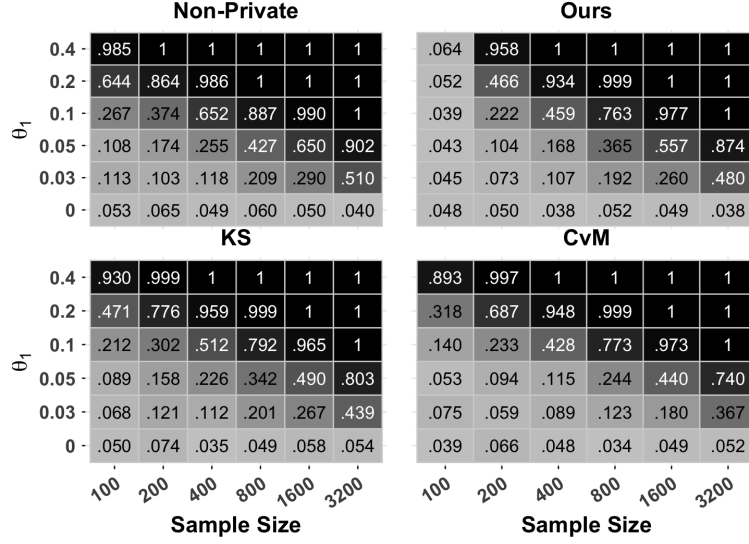 Non-Private Ours
0.4 .985 1 1 1 1 1 .064 .958 1 1 1 1
0.2 .644 .864 .986 1 1 1 .052 .466 .934 .999 1 1
0.1 .267 .374 .652 .887 .990 1 .039 .222 .459 .763 .977 1
0.05 .108 .174 .255 .427 .650 .902 .043 .104 .168 .365 .557 .874
0.03 .113 .103 .118 .209 .290 .510 .045 .073 .107 .192 .260 .480
0 .053 .065 .049 .060 .050 .040 .048 .050 .038 .052 .049 .038
θ₁
KS CvM
0.4 .930 .999 1 1 1 1 .893 .997 1 1 1 1
0.2 .471 .776 .959 .999 1 1 .318 .687 .948 .999 1 1
0.1 .212 .302 .512 .792 .965 1 .140 .233 .428 .773 .973 1
0.05 .089 .158 .226 .342 .490 .803 .053 .094 .115 .244 .440 .740
0.03 .068 .121 .112 .201 .267 .439 .075 .059 .089 .123 .180 .367
0 .050 .074 .035 .049 .058 .054 .039 .066 .048 .034 .049 .052
θ₁
100 200 400 800 1600 3200 100 200 400 800 1600 3200
Sample Size Sample Size